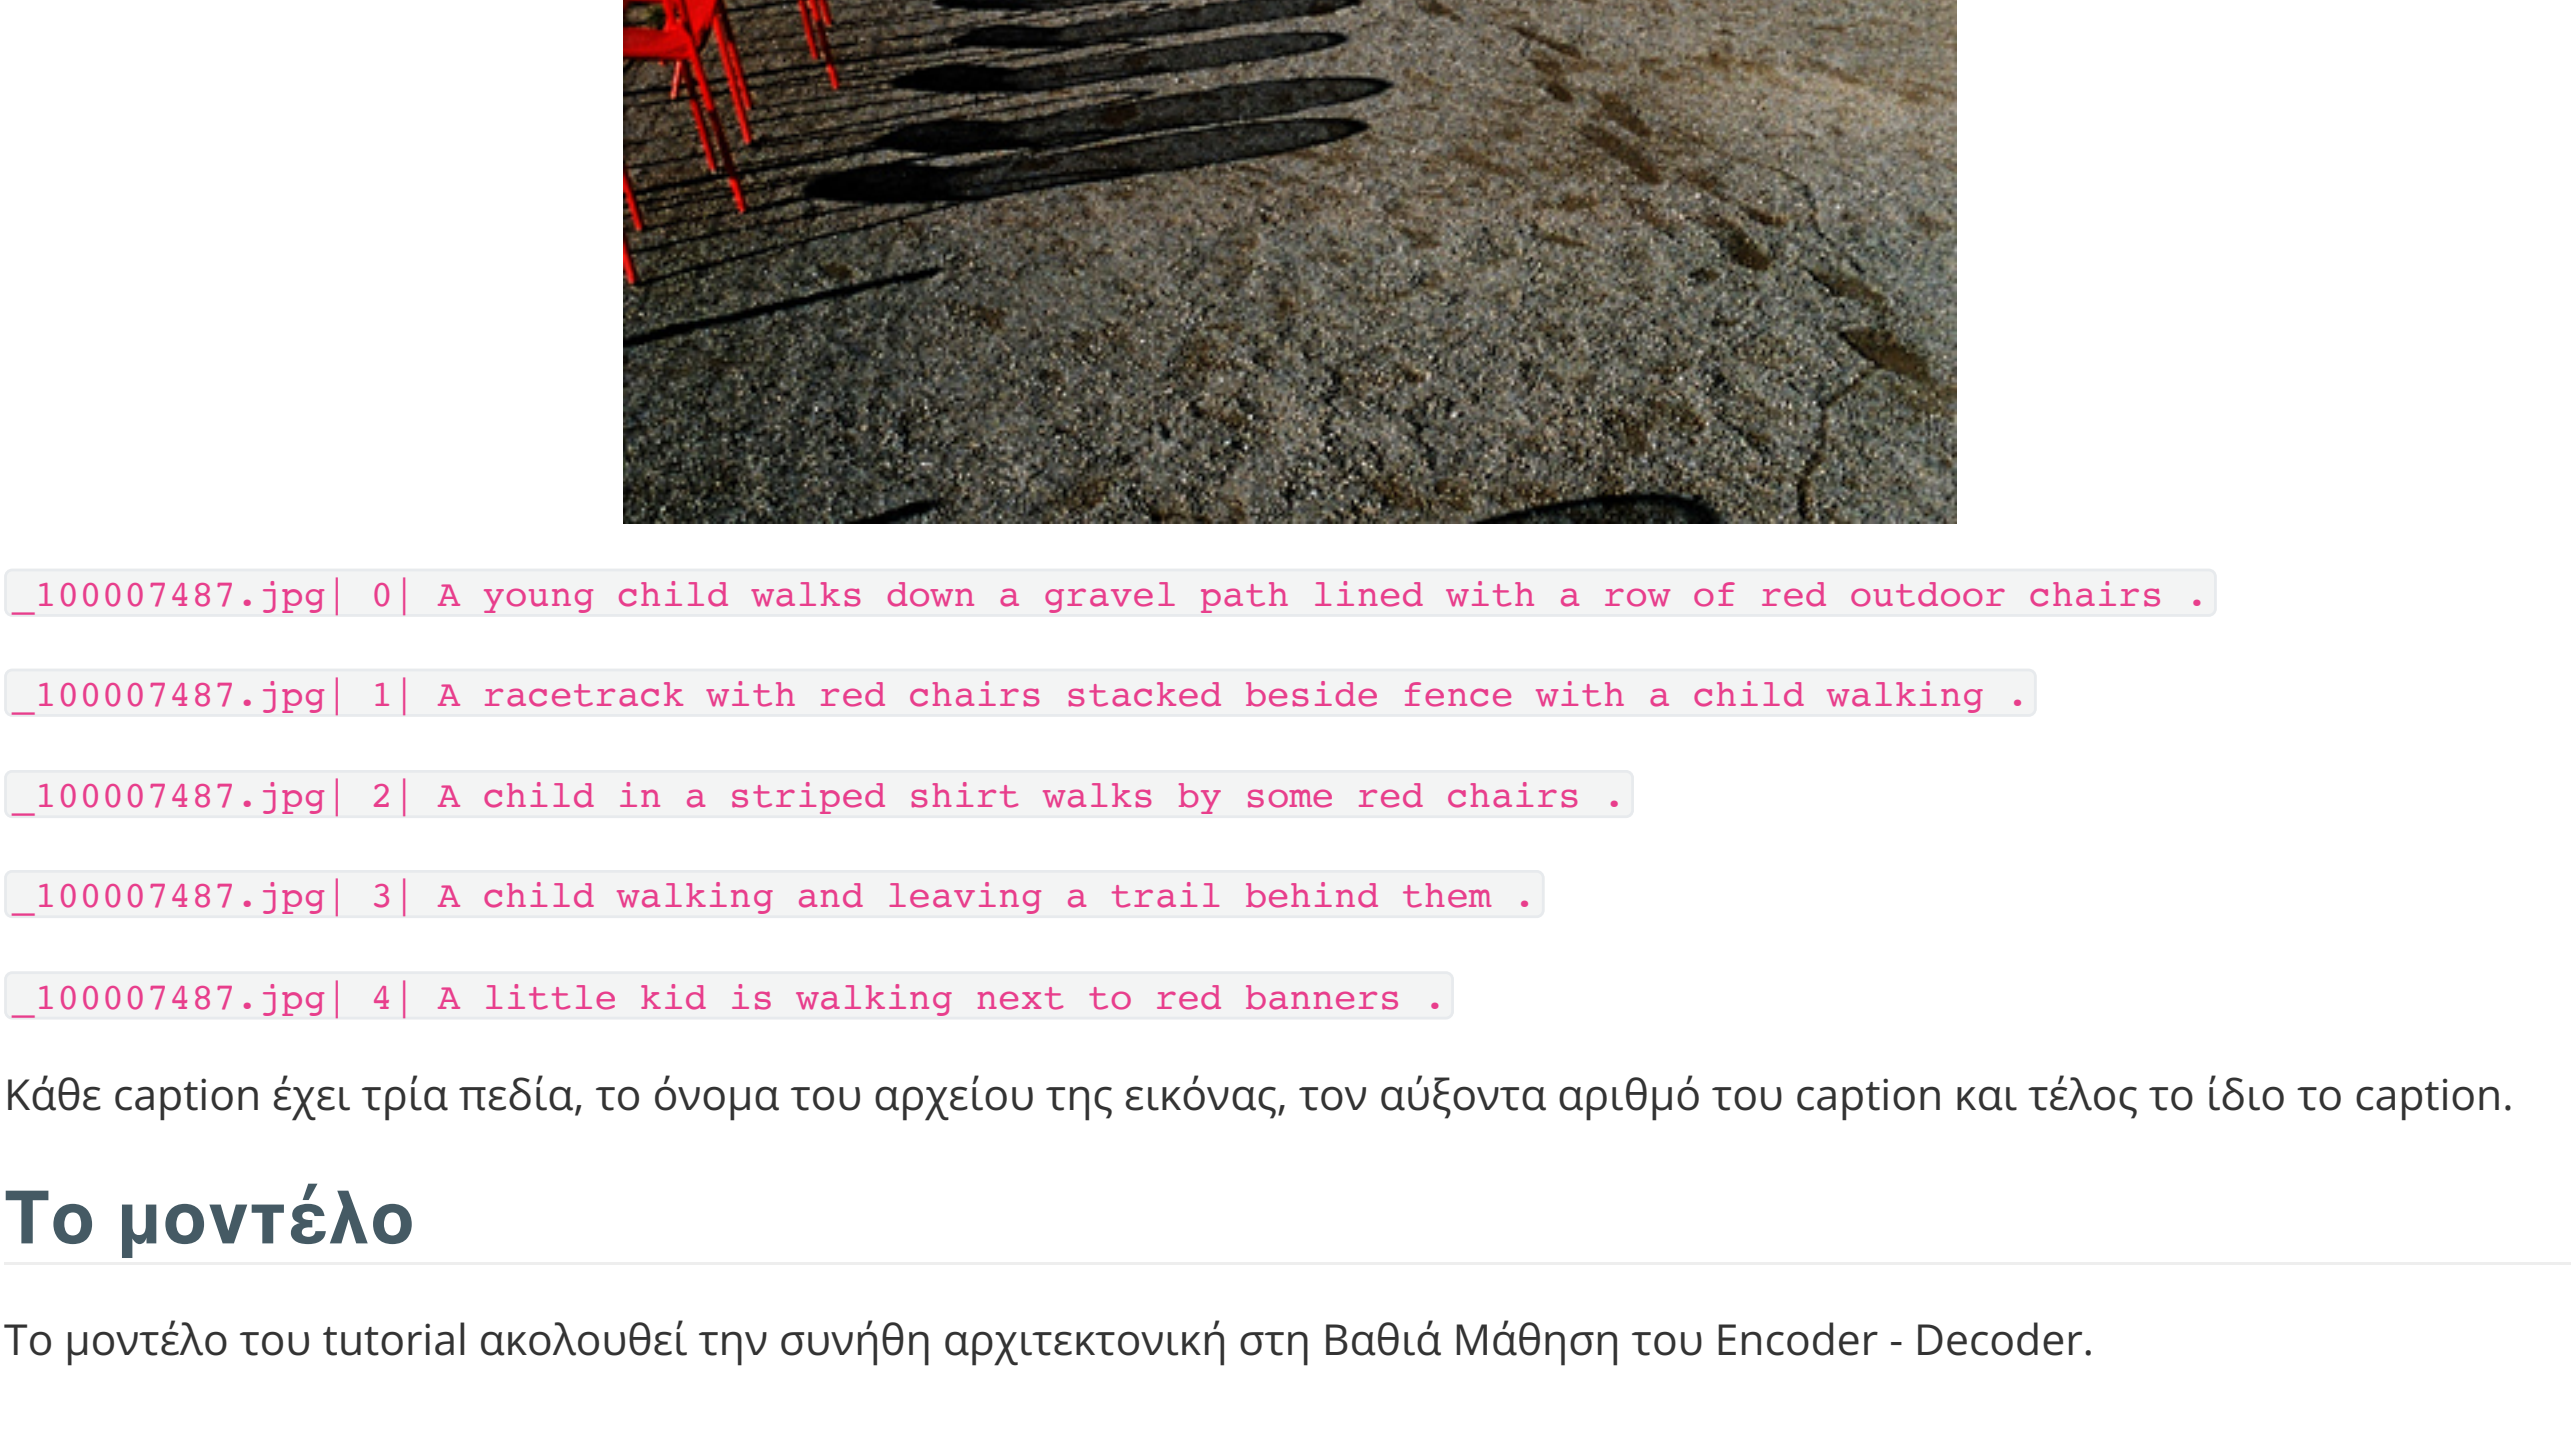 _100007487.jpg| 0| A young child walks down a gravel path lined with a row of red outdoor chairs .
_100007487.jpg| 1| A racetrack with red chairs stacked beside fence with a child walking .
_100007487.jpg| 2| A child in a striped shirt walks by some red chairs .
_100007487.jpg| 3| A child walking and leaving a trail behind them .
_100007487.jpg| 4| A little kid is walking next to red banners .
Κάθε caption έχει τρία πεδία, το όνομα του αρχείου της εικόνας, τον αύξοντα αριθμό του caption και τέλος το ίδιο το caption.
Το μοντέλο
Το μοντέλο του tutorial ακολουθεί την συνήθη αρχιτεκτονική στη Βαθιά Μάθηση του Encoder - Decoder.